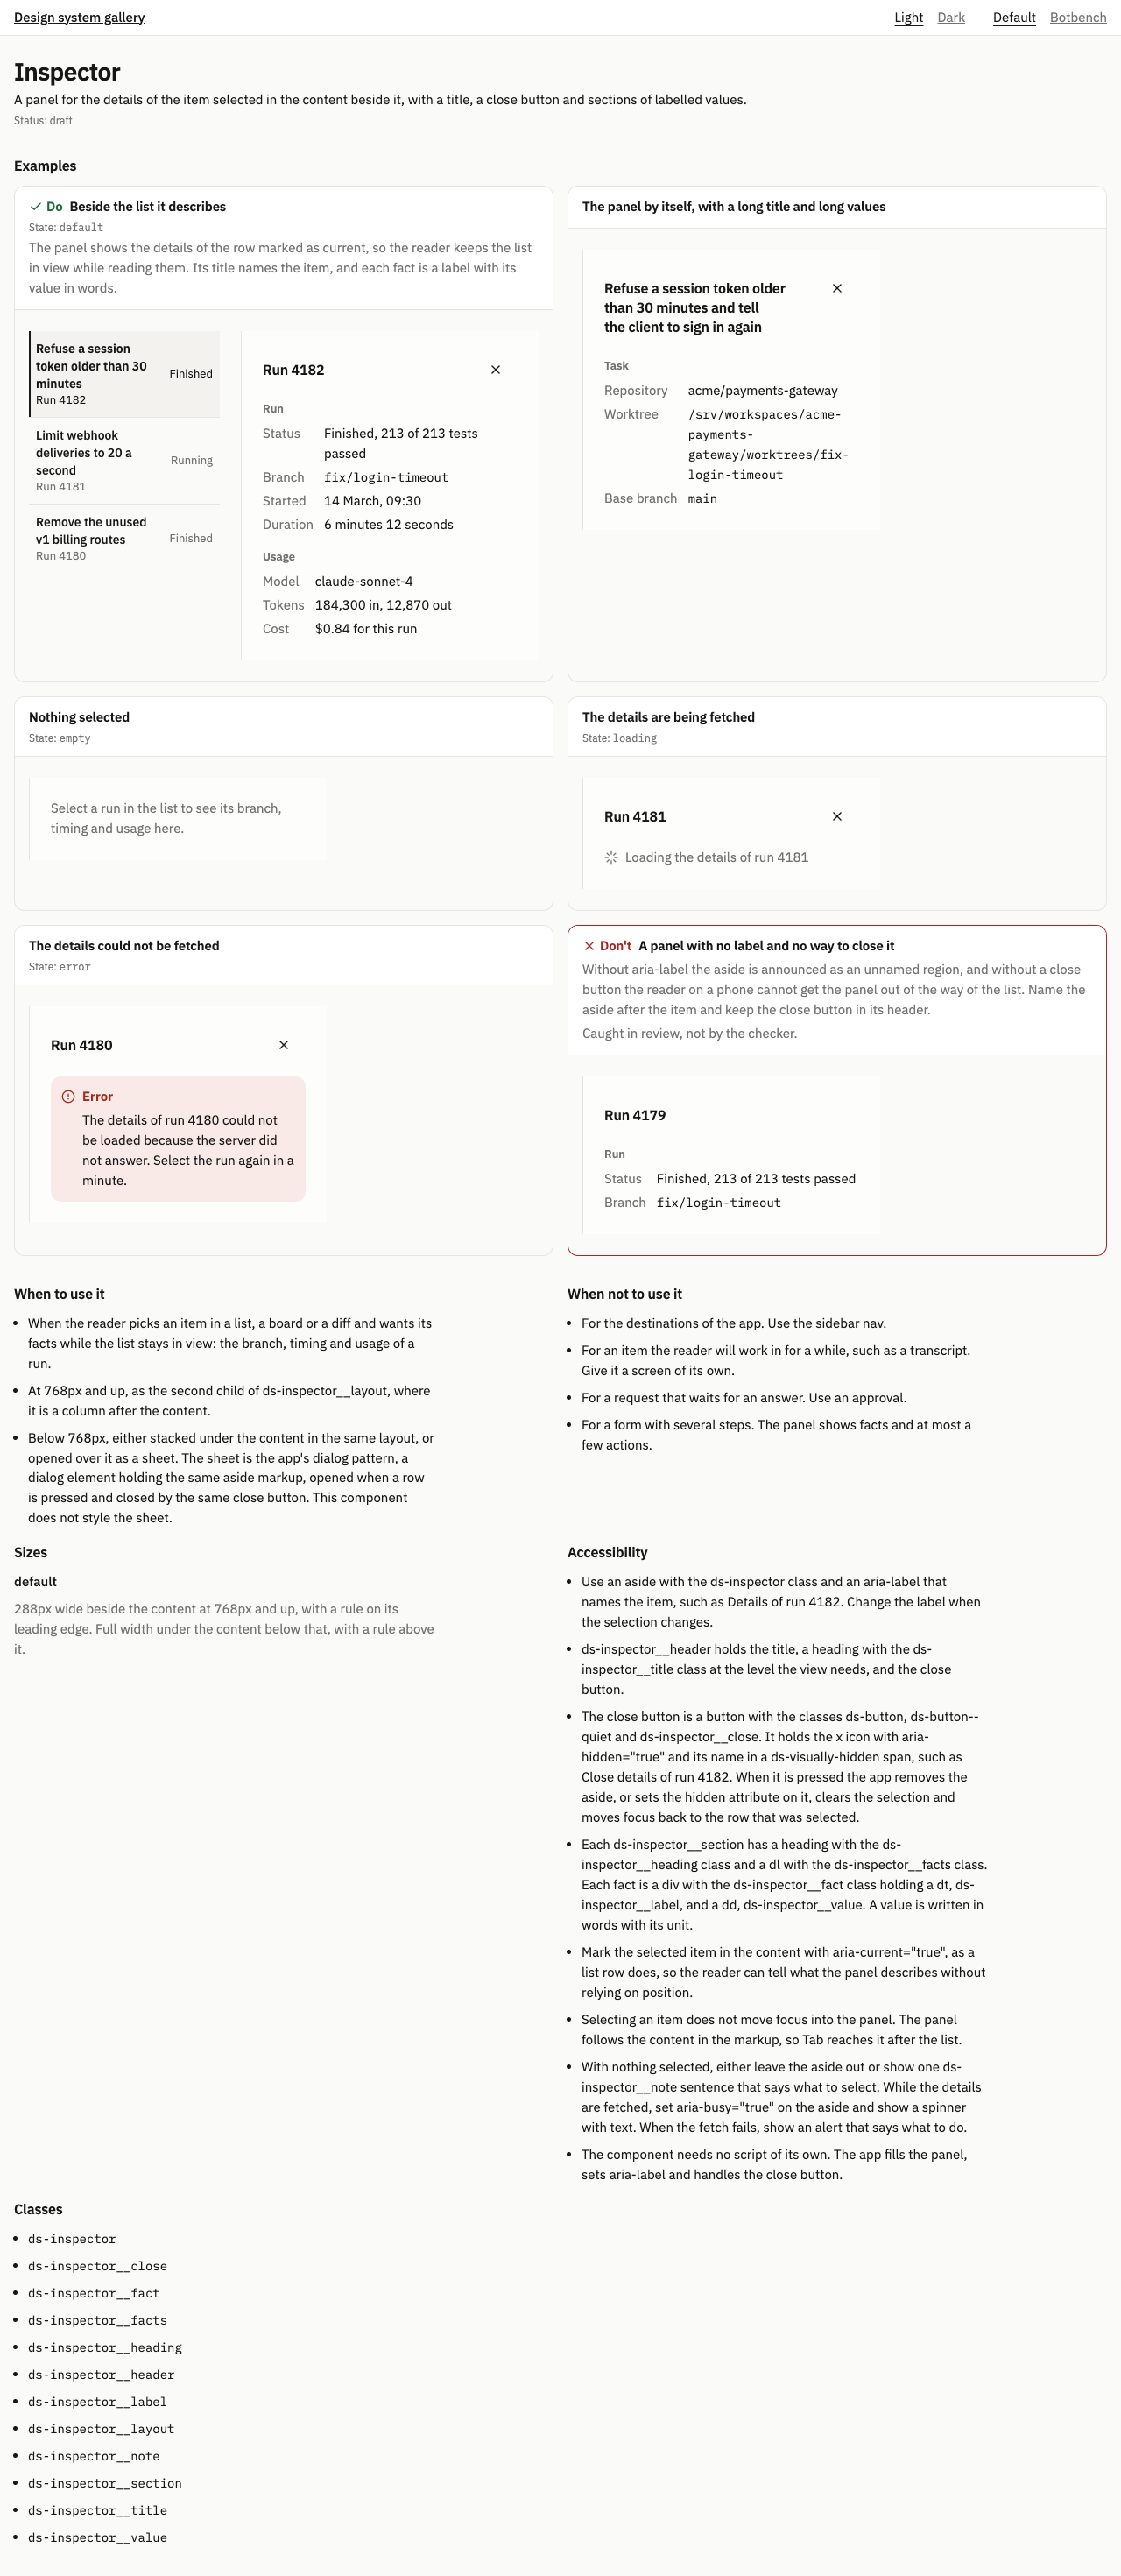 Design system gallery
Light Dark Default Botbench
Inspector
A panel for the details of the item selected in the content beside it, with a title, a close button and sections of labelled values.
Status: draft
Examples
Do Beside the list it describes
State: default
The panel shows the details of the row marked as current, so the reader keeps the list
in view while reading them. Its title names the item, and each fact is a label with its
value in words.
Refuse a session
token older than 30
minutes
Run 4182
Finished
Limit webhook
deliveries to 20 a
second
Run 4181
Running
Remove the unused
v1 billing routes
Run 4180
Finished
Run 4182
Run
Status Finished, 213 of 213 tests
passed
Branch fix/login-timeout
Started 14 March, 09:30
Duration 6 minutes 12 seconds
Usage
Model claude-sonnet-4
Tokens 184,300 in, 12,870 out
Cost $0.84 for this run
The panel by itself, with a long title and long values
Refuse a session token older
than 30 minutes and tell
the client to sign in again
Task
Repository acme/payments-gateway
Worktree /srv/workspaces/acme-
payments-
gateway/worktrees/fix-
login-timeout
Base branch main
Nothing selected
State: empty
Select a run in the list to see its branch,
timing and usage here.
The details are being fetched
State: loading
Run 4181
Loading the details of run 4181
The details could not be fetched
State: error
Run 4180
Error
The details of run 4180 could not
be loaded because the server did
not answer. Select the run again in a
minute.
Don't A panel with no label and no way to close it
Without aria-label the aside is announced as an unnamed region, and without a close
button the reader on a phone cannot get the panel out of the way of the list. Name the
aside after the item and keep the close button in its header.
Caught in review, not by the checker.
Run 4179
Run
Status Finished, 213 of 213 tests passed
Branch fix/login-timeout
When to use it
When the reader picks an item in a list, a board or a diff and wants its
facts while the list stays in view: the branch, timing and usage of a
run.
At 768px and up, as the second child of ds-inspector__layout, where
it is a column after the content.
Below 768px, either stacked under the content in the same layout, or
opened over it as a sheet. The sheet is the app's dialog pattern, a
dialog element holding the same aside markup, opened when a row
is pressed and closed by the same close button. This component
does not style the sheet.
When not to use it
For the destinations of the app. Use the sidebar nav.
For an item the reader will work in for a while, such as a transcript.
Give it a screen of its own.
For a request that waits for an answer. Use an approval.
For a form with several steps. The panel shows facts and at most a
few actions.
Sizes
default
288px wide beside the content at 768px and up, with a rule on its
leading edge. Full width under the content below that, with a rule above
it.
Accessibility
Use an aside with the ds-inspector class and an aria-label that
names the item, such as Details of run 4182. Change the label when
the selection changes.
ds-inspector__header holds the title, a heading with the ds-
inspector__title class at the level the view needs, and the close
button.
The close button is a button with the classes ds-button, ds-button--
quiet and ds-inspector__close. It holds the x icon with aria-
hidden="true" and its name in a ds-visually-hidden span, such as
Close details of run 4182. When it is pressed the app removes the
aside, or sets the hidden attribute on it, clears the selection and
moves focus back to the row that was selected.
Each ds-inspector__section has a heading with the ds-
inspector__heading class and a dl with the ds-inspector__facts class.
Each fact is a div with the ds-inspector__fact class holding a dt, ds-
inspector__label, and a dd, ds-inspector__value. A value is written in
words with its unit.
Mark the selected item in the content with aria-current="true", as a
list row does, so the reader can tell what the panel describes without
relying on position.
Selecting an item does not move focus into the panel. The panel
follows the content in the markup, so Tab reaches it after the list.
With nothing selected, either leave the aside out or show one ds-
inspector__note sentence that says what to select. While the details
are fetched, set aria-busy="true" on the aside and show a spinner
with text. When the fetch fails, show an alert that says what to do.
The component needs no script of its own. The app fills the panel,
sets aria-label and handles the close button.
Classes
ds-inspector
ds-inspector__close
ds-inspector__fact
ds-inspector__facts
ds-inspector__heading
ds-inspector__header
ds-inspector__label
ds-inspector__layout
ds-inspector__note
ds-inspector__section
ds-inspector__title
ds-inspector__value